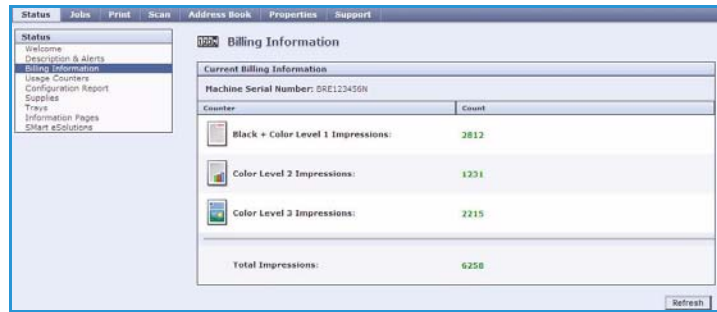 Status Jobs Print Scan Address Book Properties Support
Status
Welcome
Description & Alerts
Billing Information
Usage Counters
Configuration Report
Supplies
Trays
Information Pages
SMart eSolutions
Billing Information
Current Billing Information
Machine Serial Number: BRE123456N
Counter Count
Black + Color Level 1 Impressions: 2812
Color Level 2 Impressions: 1231
Color Level 3 Impressions: 2215
Total Impressions: 6258
Refresh